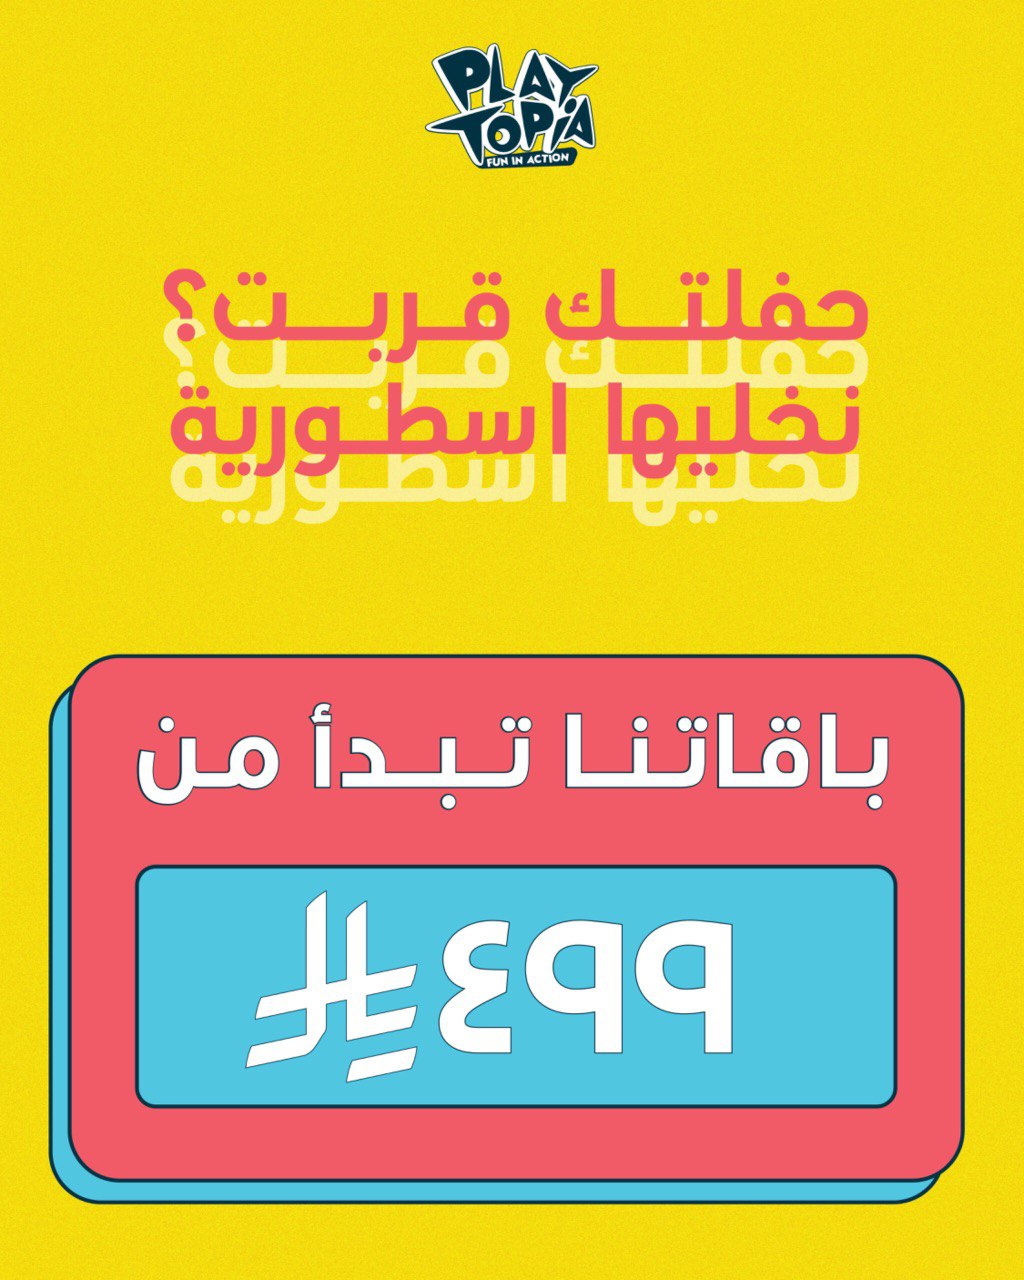 PLAY
TOPIA
FUN IN ACTION
حفلتك قربت؟
نخليها اسطورية
باقاتنا تبدأ من
⃁ ٤٩٩